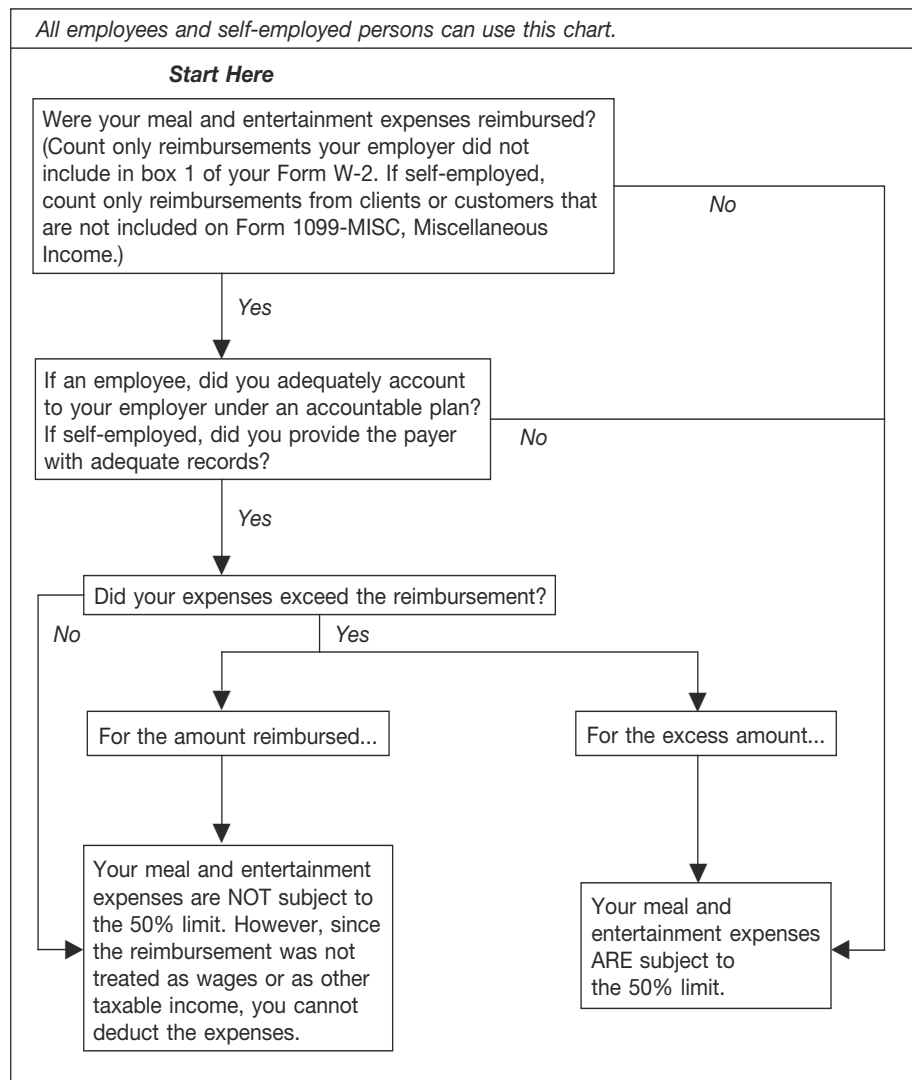 All employees and self-employed persons can use this chart.
Start Here
Were your meal and entertainment expenses reimbursed?
(Count only reimbursements your employer did not
include in box 1 of your Form W-2. If self-employed,
count only reimbursements from clients or customers that
are not included on Form 1099-MISC, Miscellaneous
Income.)
No
Yes
If an employee, did you adequately account
to your employer under an accountable plan?
If self-employed, did you provide the payer
with adequate records?
No
Yes
Did your expenses exceed the reimbursement?
No
Yes
For the amount reimbursed...
For the excess amount...
Your meal and entertainment
expenses are NOT subject to
the 50% limit. However, since
the reimbursement was not
treated as wages or as other
taxable income, you cannot
deduct the expenses.
Your meal and
entertainment expenses
ARE subject to
the 50% limit.